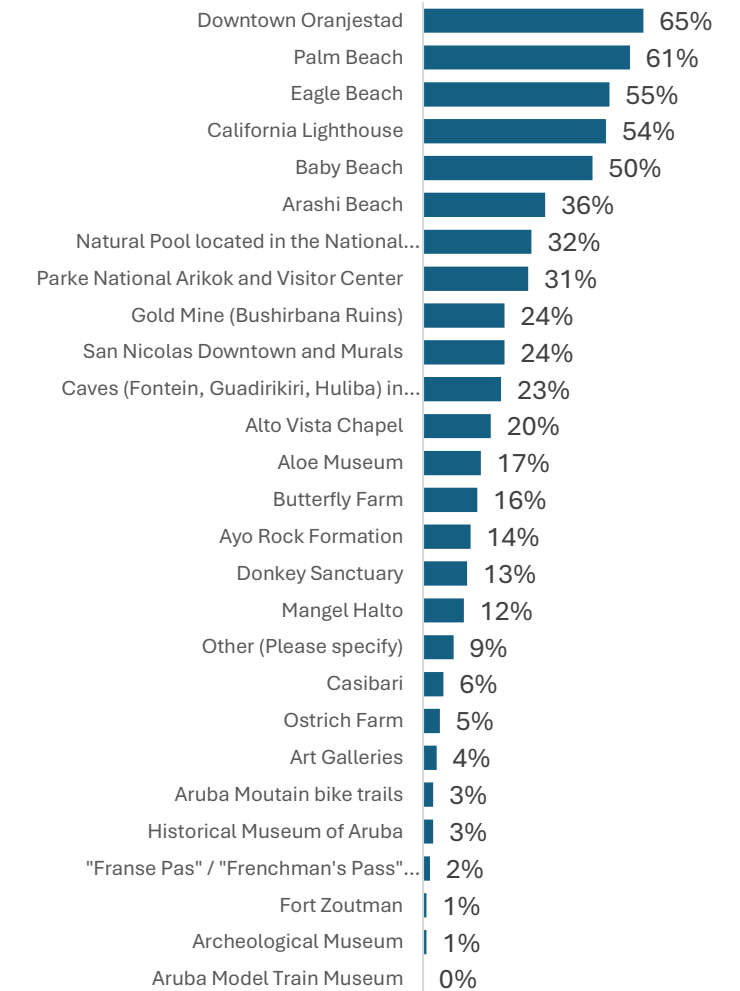 Downtown Oranjestad 65%
Palm Beach 61%
Eagle Beach 55%
California Lighthouse 54%
Baby Beach 50%
Arashi Beach 36%
Natural Pool located in the National... 32%
Parke National Arikok and Visitor Center 31%
Gold Mine (Bushirbana Ruins) 24%
San Nicolas Downtown and Murals 24%
Caves (Fontein, Guadirikiri, Huliba) in... 23%
Alto Vista Chapel 20%
Aloe Museum 17%
Butterfly Farm 16%
Ayo Rock Formation 14%
Donkey Sanctuary 13%
Mangel Halto 12%
Other (Please specify) 9%
Casibari 6%
Ostrich Farm 5%
Art Galleries 4%
Aruba Moutain bike trails 3%
Historical Museum of Aruba 3%
"Franse Pas" / "Frenchman's Pass"... 2%
Fort Zoutman 1%
Archeological Museum 1%
Aruba Model Train Museum 0%